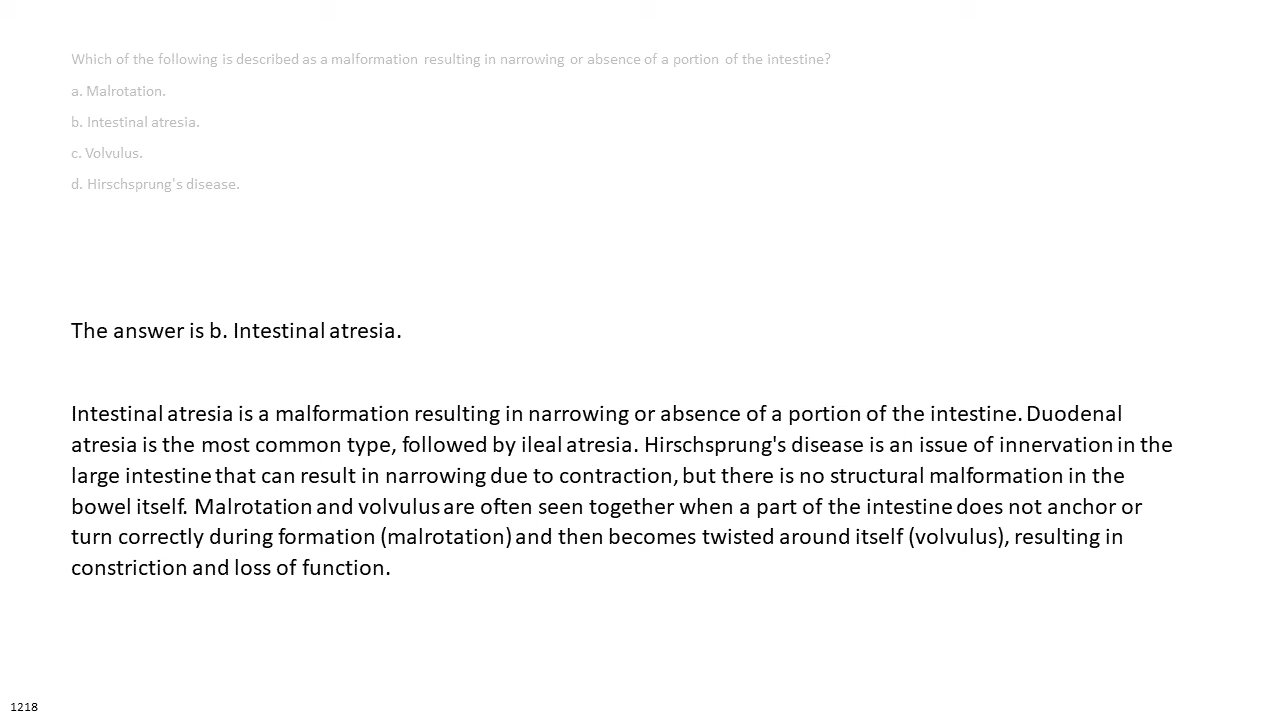 Which of the following is described as a malformation resulting in narrowing or absence of a portion of the intestine?
a. Malrotation.
b. Intestinal atresia.
c. Volvulus.
d. Hirschsprung's disease.
The answer is b. Intestinal atresia.
Intestinal atresia is a malformation resulting in narrowing or absence of a portion of the intestine. Duodenal
atresia is the most common type, followed by ileal atresia. Hirschsprung's disease is an issue of innervation in the
large intestine that can result in narrowing due to contraction, but there is no structural malformation in the
bowel itself. Malrotation and volvulus are often seen together when a part of the intestine does not anchor or
turn correctly during formation (malrotation) and then becomes twisted around itself (volvulus), resulting in
constriction and loss of function.
1218